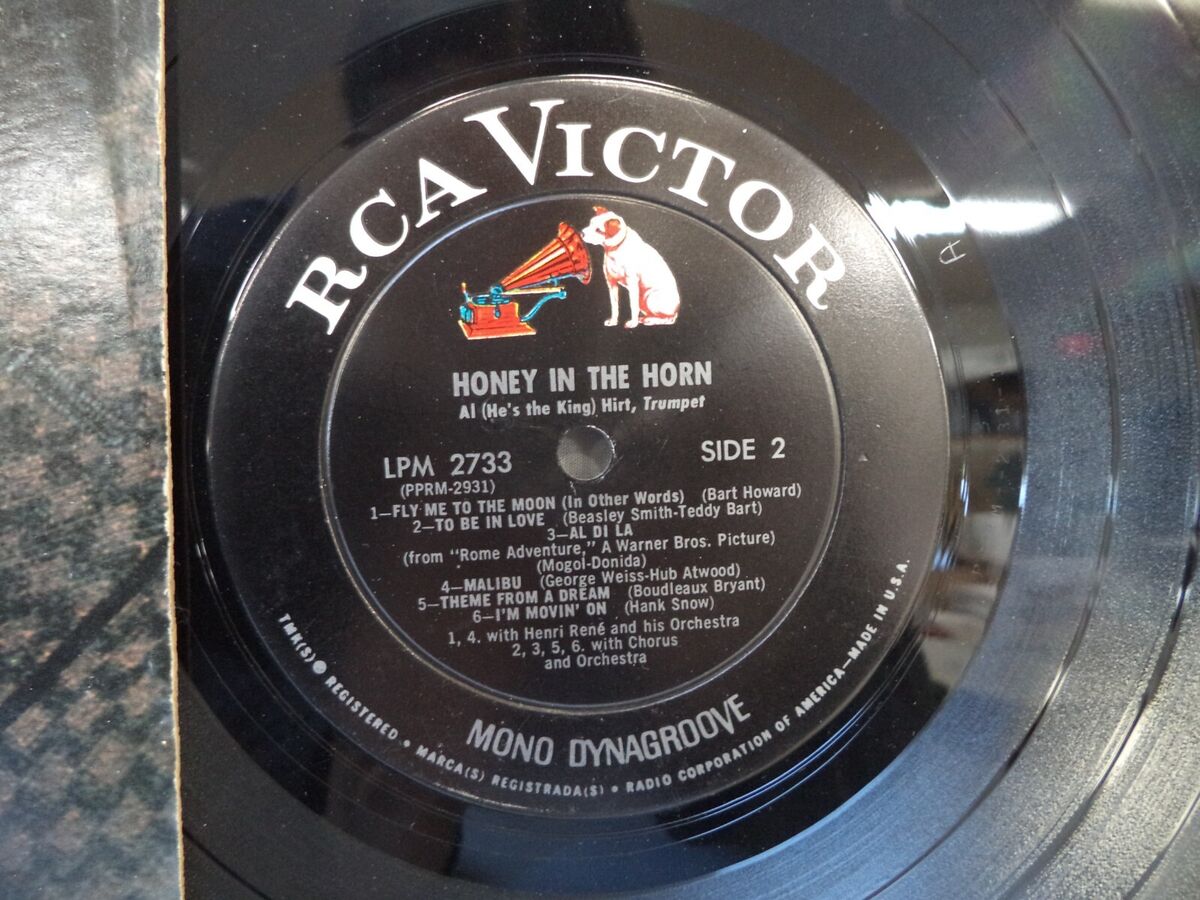 RCA VICTOR
HONEY IN THE HORN
Al (He's the King) Hirt, Trumpet
LPM 2733
SIDE 2
(PPRM-2931)
1—FLY ME TO THE MOON (In Other Words) (Bart Howard)
2—TO BE IN LOVE (Beasley Smith-Teddy Bart)
3—AL DI LA
(from "Rome Adventure," A Warner Bros. Picture)
(Mogol-Donida)
4—MALIBU (George Weiss-Hub Atwood)
5—THEME FROM A DREAM (Boudleaux Bryant)
6—I'M MOVIN' ON (Hank Snow)
1, 4. with Henri René and his Orchestra
2, 3, 5, 6. with Chorus
and Orchestra
MONO DYNAGROOVE
TMK(S) ® REGISTERED • MARCA(S) REGISTRADA(S) • RADIO CORPORATION OF AMERICA—MADE IN U.S.A.
A